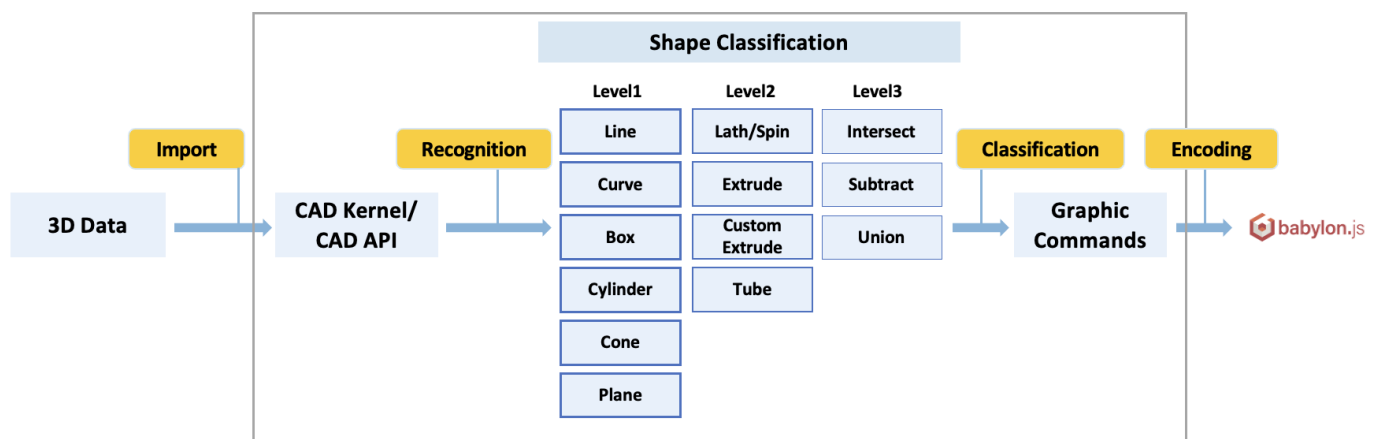 Shape Classification
Level1
Level2
Level3
Import
Recognition
Line
Lath/Spin
Intersect
Classification
Encoding
Curve
Extrude
Subtract
3D Data
CAD Kernel/
CAD API
Box
Custom
Extrude
Union
Graphic
Commands
babylon.js
Cylinder
Tube
Cone
Plane